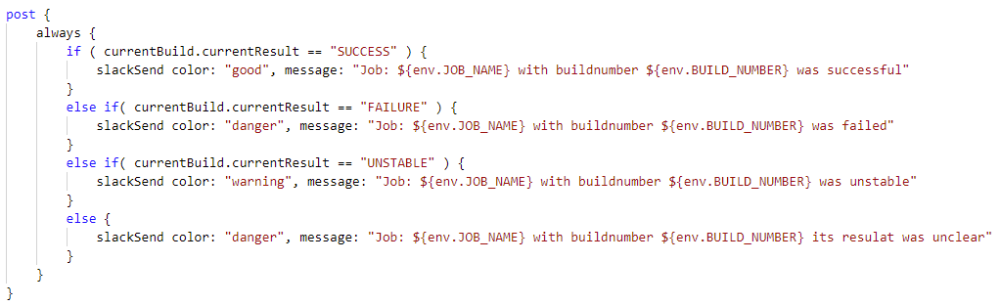 post {
    always {
        if ( currentBuild.currentResult == "SUCCESS" ) {
            slackSend color: "good", message: "Job: ${env.JOB_NAME} with buildnumber ${env.BUILD_NUMBER} was successful"
        }
        else if( currentBuild.currentResult == "FAILURE" ) {
            slackSend color: "danger", message: "Job: ${env.JOB_NAME} with buildnumber ${env.BUILD_NUMBER} was failed"
        }
        else if( currentBuild.currentResult == "UNSTABLE" ) {
            slackSend color: "warning", message: "Job: ${env.JOB_NAME} with buildnumber ${env.BUILD_NUMBER} was unstable"
        }
        else {
            slackSend color: "danger", message: "Job: ${env.JOB_NAME} with buildnumber ${env.BUILD_NUMBER} its resulat was unclear"
        }
    }
}